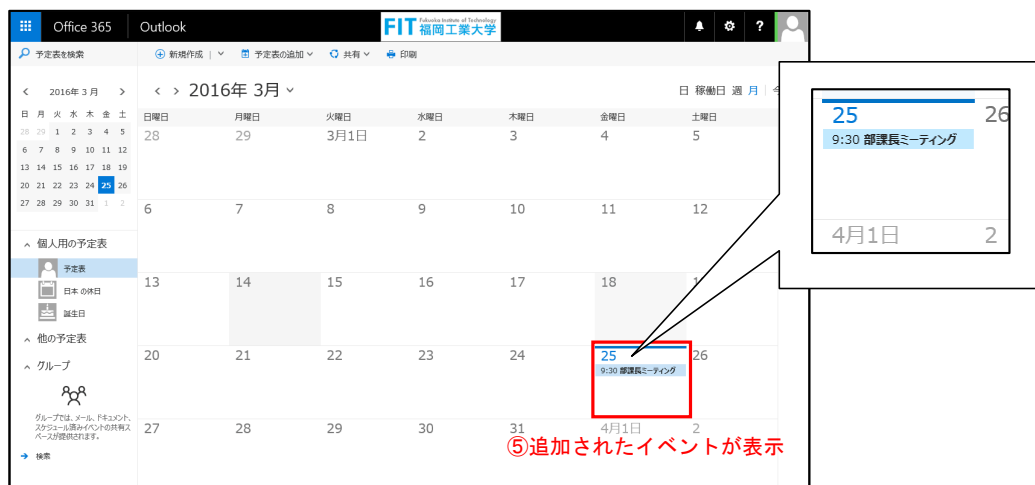 Office 365
Outlook
Fukuoka Institute of Technology
FIT 福岡工業大学
?
予定表を検索
新規作成
予定表の追加
共有
印刷
2016年 3 月
日 月 火 水 木 金 土
28 29 1 2 3 4 5
6 7 8 9 10 11 12
13 14 15 16 17 18 19
20 21 22 23 24 25 26
27 28 29 30 31 1 2
個人用の予定表
予定表
日本 の休日
誕生日
他の予定表
グループ
グループでは、メール、ドキュメント、
スケジュール済みイベントの共有ス
ペースが提供されます。
検索
2016年 3月
日 稼働日 週 月
日曜日 月曜日 火曜日 水曜日 木曜日 金曜日 土曜日
28 29 3月1日 2 3 4 5
6 7 8 9 10 11 12
13 14 15 16 17 18
20 21 22 23 24 25 26
9:30 部課長ミーティング
27 28 29 30 31 4月1日 2
⑤追加されたイベントが表示
25 26
9:30 部課長ミーティング
4月1日 2